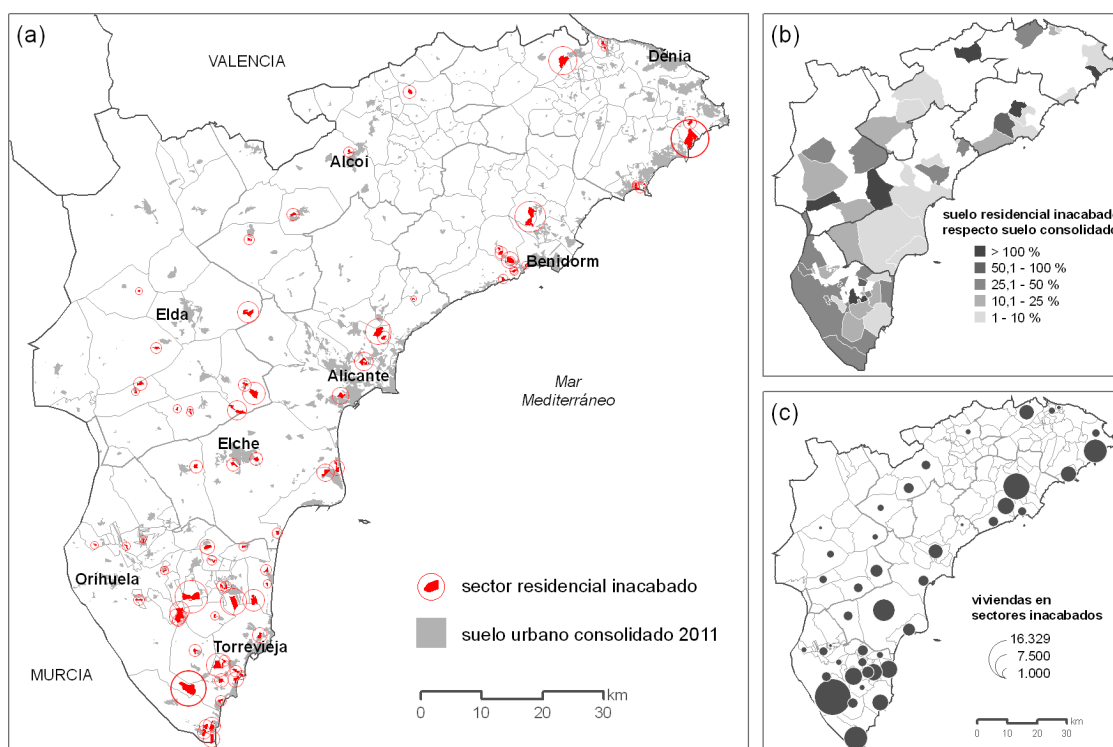 (a)
VALENCIA
Dénia
Alcoi
Benidorm
Elda
Alicante
Mar
Mediterráneo
Elche
Orihuela
Torrevieja
MURCIA
sector residencial inacabado
suelo urbano consolidado 2011
km
0 10 20 30
(b)
suelo residencial inacabado
respecto suelo consolidado
> 100 %
50,1 - 100 %
25,1 - 50 %
10,1 - 25 %
1 - 10 %
(c)
viviendas en
sectores inacabados
16.329
7.500
1.000
km
0 10 20 30